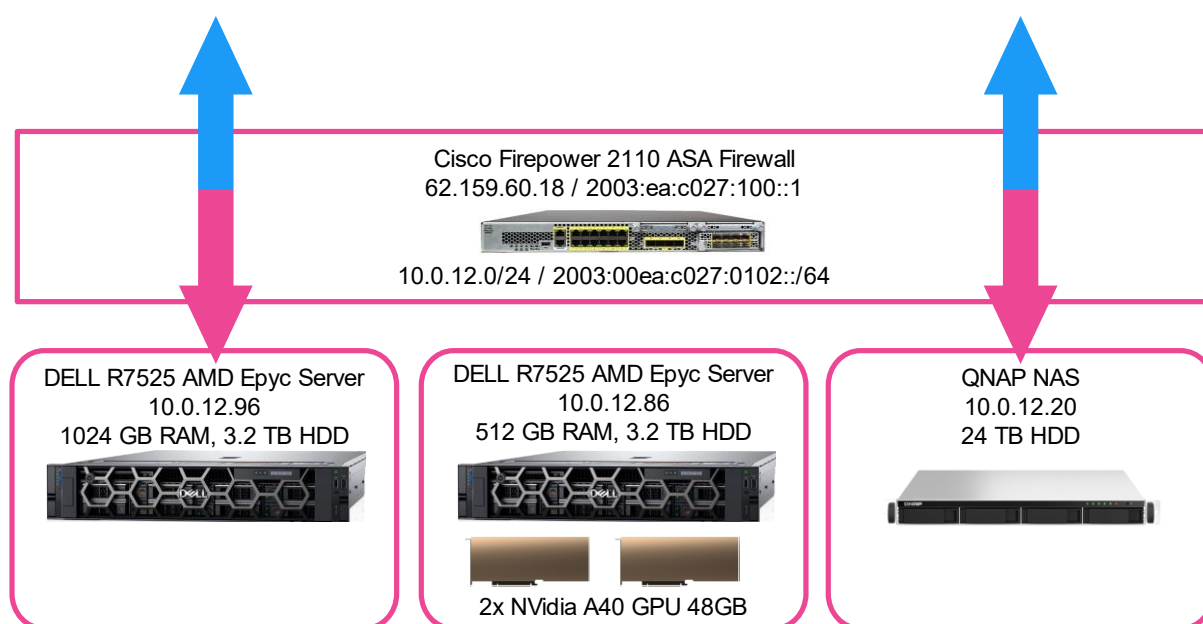 Cisco Firepower 2110 ASA Firewall
62.159.60.18 / 2003:ea:c027:100::1
10.0.12.0/24 / 2003:00ea:c027:0102::/64
DELL R7525 AMD Epyc Server
10.0.12.96
1024 GB RAM, 3.2 TB HDD
DELL
DELL R7525 AMD Epyc Server
10.0.12.86
512 GB RAM, 3.2 TB HDD
DELL
2x NVidia A40 GPU 48GB
QNAP NAS
10.0.12.20
24 TB HDD
QNAP